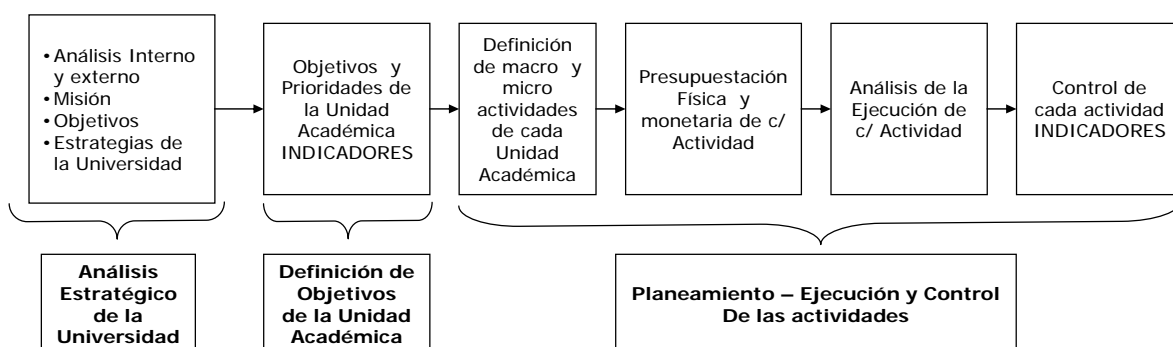 • Análisis Interno
y externo
• Misión
• Objetivos
• Estrategias de
la Universidad
Objetivos y
Prioridades de
la Unidad
Académica
INDICADORES
Definición
de macro y
micro
actividades
de cada
Unidad
Académica
Presupuestación
Física y
monetaria de c/
Actividad
Análisis de la
Ejecución de
c/ Actividad
Control de
cada actividad
INDICADORES
Análisis
Estratégico
de la
Universidad
Definición de
Objetivos
de la Unidad
Académica
Planeamiento – Ejecución y Control
De las actividades